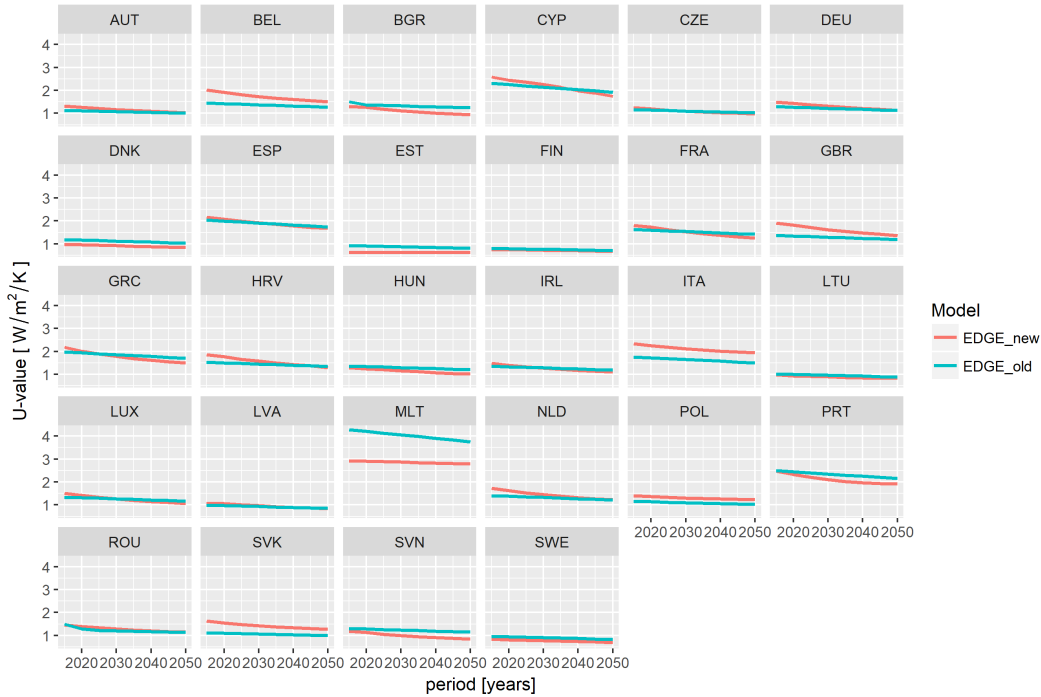 AUT BEL BGR CYP CZE DEU
4
3
2
1
DNK ESP EST FIN FRA GBR
4
3
2
1
GRC HRV HUN IRL ITA LTU
4
3
2
1
LUX LVA MLT NLD POL PRT
4
3
2
1
2020 2030 2040 2050 2020 2030 2040 2050
ROU SVK SVN SWE
4
3
2
1
2020 2030 2040 2050 2020 2030 2040 2050 2020 2030 2040 2050 2020 2030 2040 2050
period [years]
U-value [ W/m²/K ]
Model
EDGE_new
EDGE_old